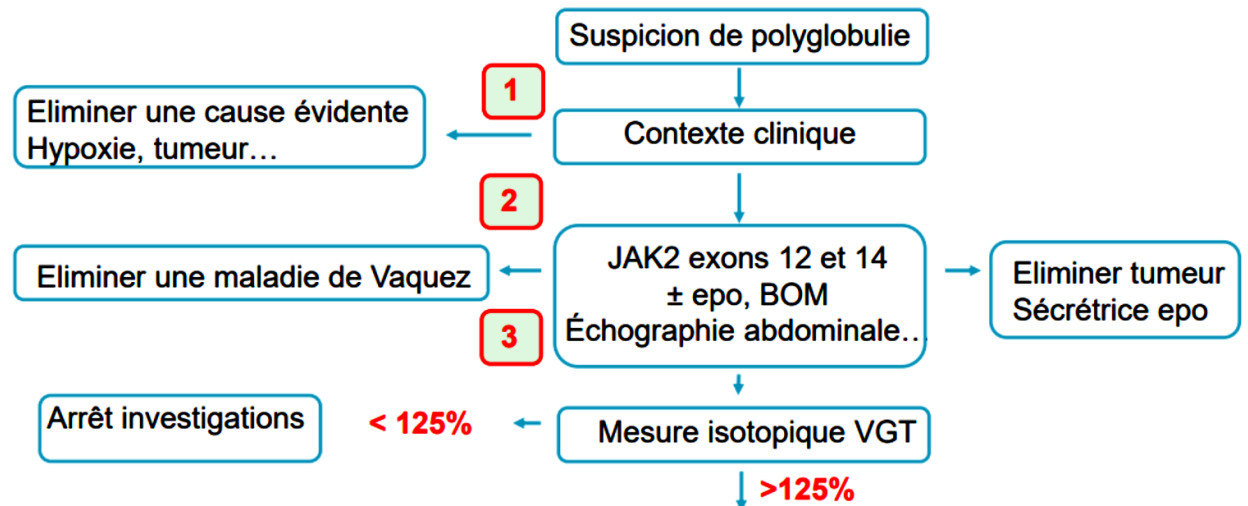 Suspicion de polyglobulie
1
Eliminer une cause évidente
Hypoxie, tumeur…
Contexte clinique
2
JAK2 exons 12 et 14
± epo, BOM
Échographie abdominale…
Eliminer une maladie de Vaquez
Eliminer tumeur
Sécrétrice epo
3
Arrêt investigations
< 125%
Mesure isotopique VGT
>125%